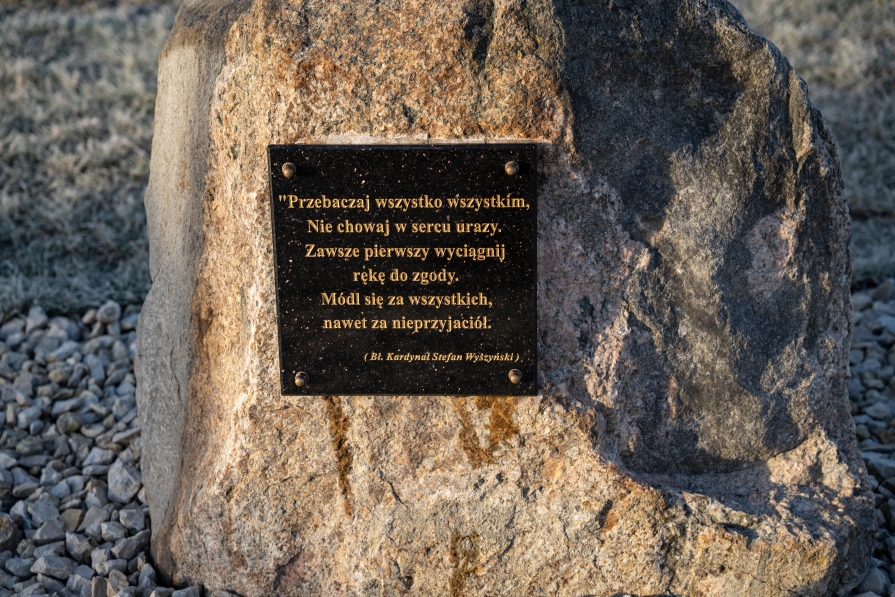 "Przebaczaj wszystko wszystkim,
Nie chowaj w sercu urazy.
Zawsze pierwszy wyciągnij
rękę do zgody.
Módl się za wszystkich,
nawet za nieprzyjaciół.
( Bł. Kardynał Stefan Wyszyński )